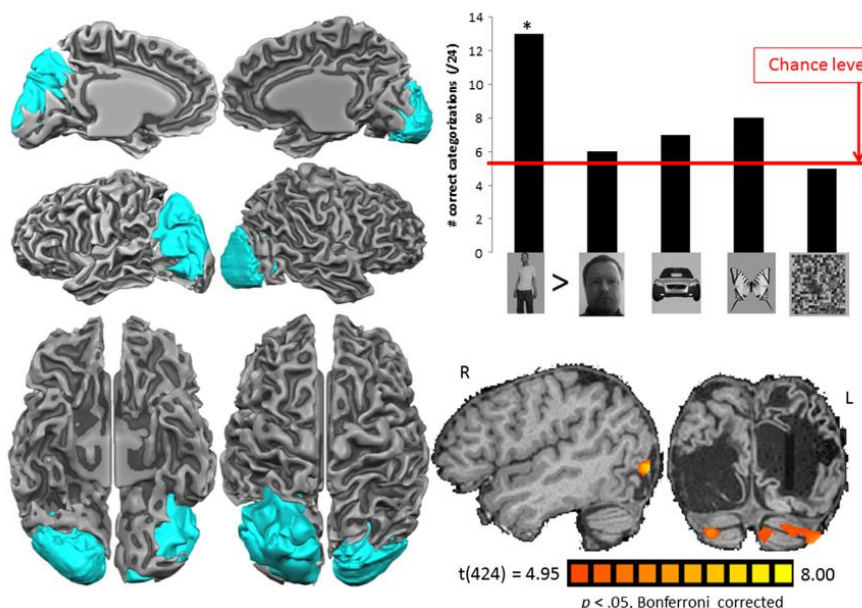 14
*
12
10
8
6
4
2
0
# correct categorizations (/24)
Chance leve
>
R
L
t(424) = 4.95
8.00
p < .05, Bonferroni corrected